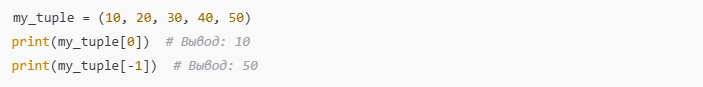 my_tuple = (10, 20, 30, 40, 50)
print(my_tuple[0])  # Вывод: 10
print(my_tuple[-1])  # Вывод: 50